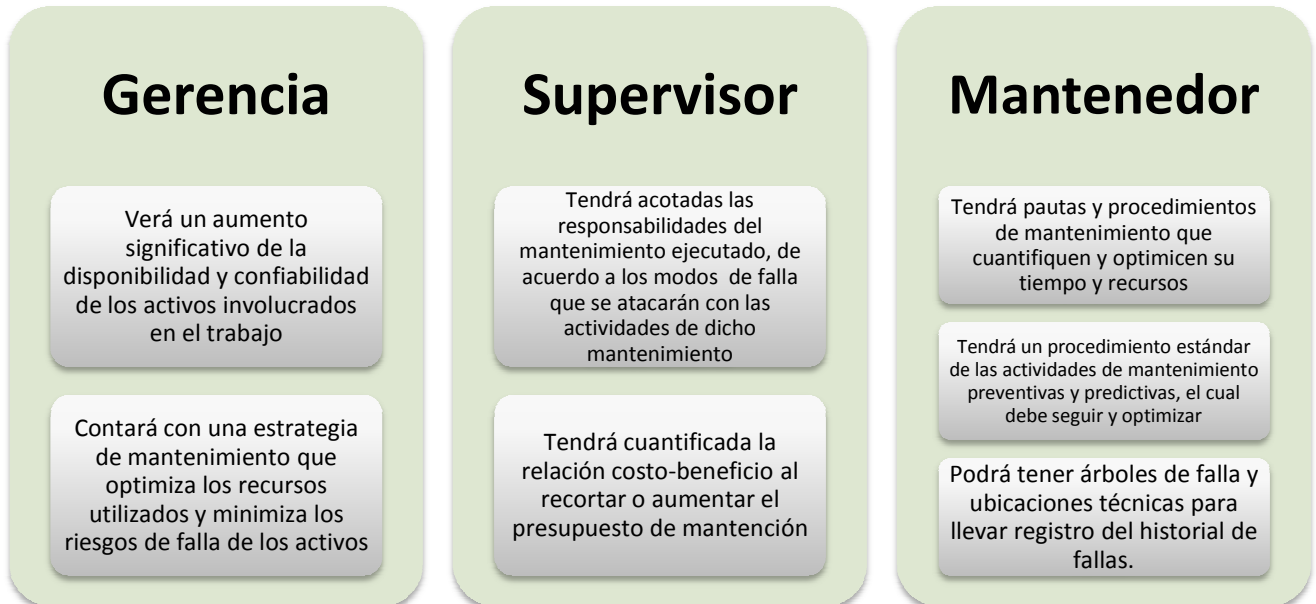 Gerencia
Verá un aumento
significativo de la
disponibilidad y confiabilidad
de los activos involucrados
en el trabajo
Contará con una estrategia
de mantenimiento que
optimiza los recursos
utilizados y minimiza los
riesgos de falla de los activos
Supervisor
Tendrá acotadas las
responsabilidades del
mantenimiento ejecutado, de
acuerdo a los modos de falla
que se atacarán con las
actividades de dicho
mantenimiento
Tendrá cuantificada la
relación costo-beneficio al
recortar o aumentar el
presupuesto de mantención
Mantenedor
Tendrá pautas y procedimientos
de mantenimiento que
cuantifiquen y optimicen su
tiempo y recursos
Tendrá un procedimiento estándar
de las actividades de mantenimiento
preventivas y predictivas, el cual
debe seguir y optimizar
Podrá tener árboles de falla y
ubicaciones técnicas para
llevar registro del historial de
fallas.